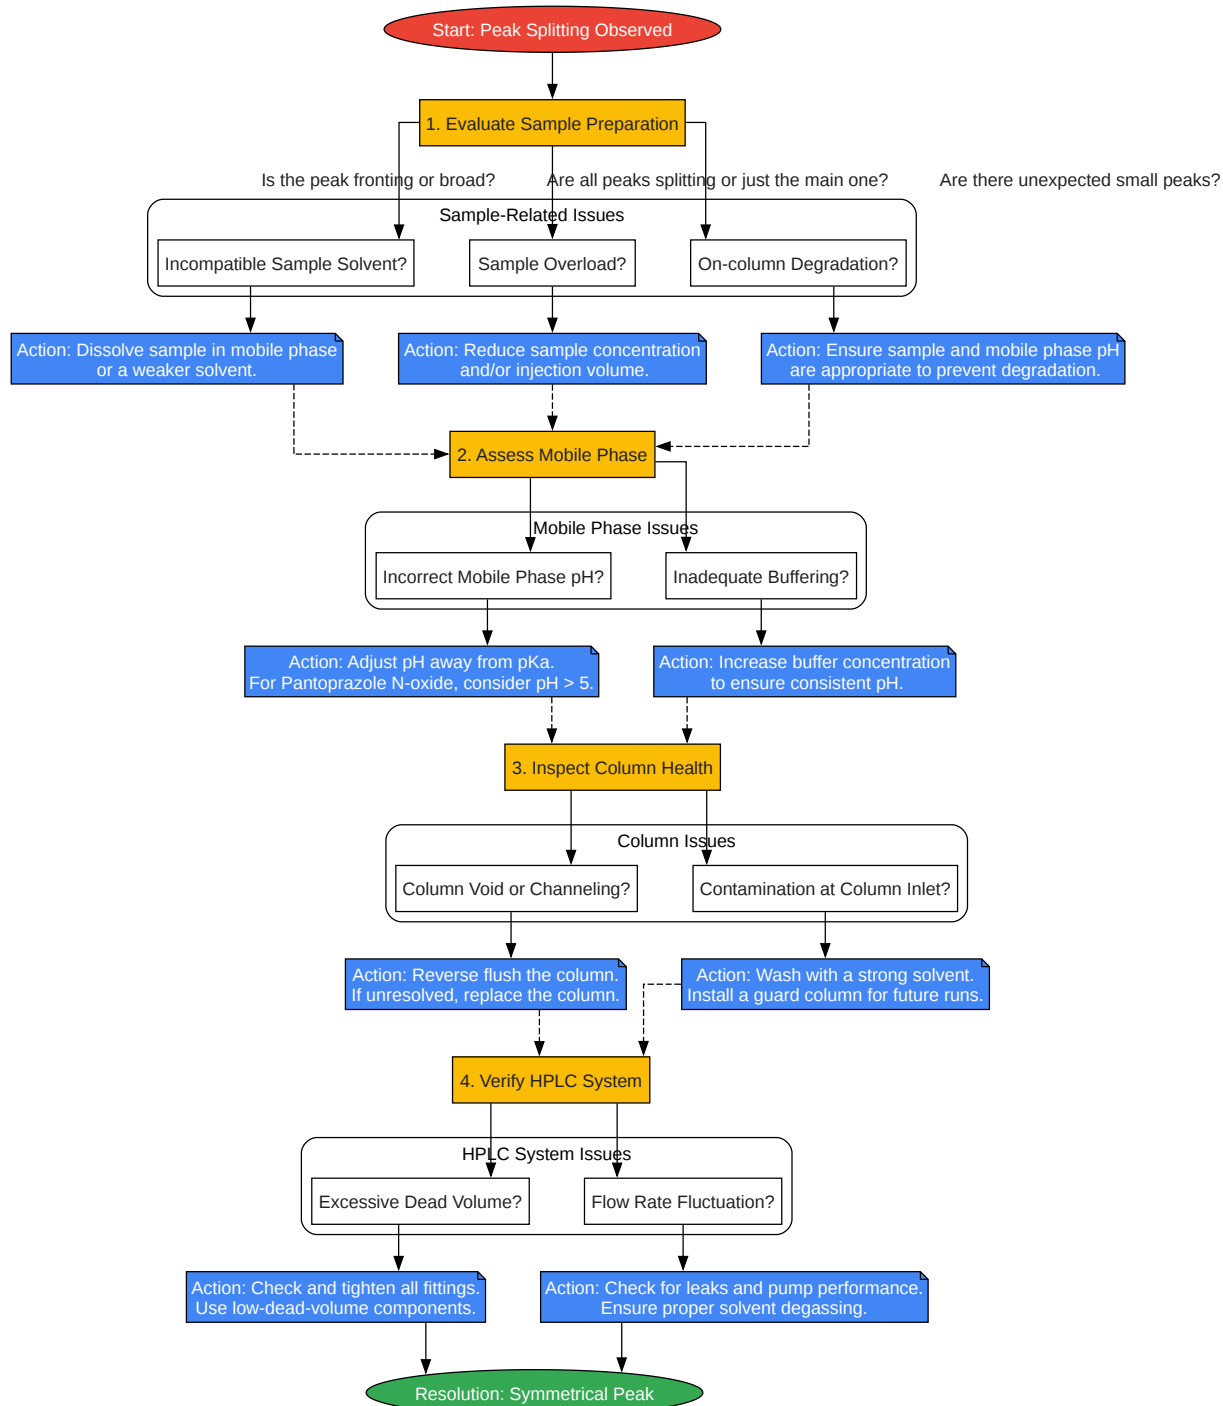 Start: Peak Splitting Observed
1. Evaluate Sample Preparation
Is the peak fronting or broad?
Are all peaks splitting or just the main one?
Are there unexpected small peaks?
Sample-Related Issues
Incompatible Sample Solvent?
Sample Overload?
On-column Degradation?
Action: Dissolve sample in mobile phase
or a weaker solvent.
Action: Reduce sample concentration
and/or injection volume.
Action: Ensure sample and mobile phase pH
are appropriate to prevent degradation.
2. Assess Mobile Phase
Mobile Phase Issues
Incorrect Mobile Phase pH?
Inadequate Buffering?
Action: Adjust pH away from pKa.
For Pantoprazole N-oxide, consider pH > 5.
Action: Increase buffer concentration
to ensure consistent pH.
3. Inspect Column Health
Column Issues
Column Void or Channeling?
Contamination at Column Inlet?
Action: Reverse flush the column.
If unresolved, replace the column.
Action: Wash with a strong solvent.
Install a guard column for future runs.
4. Verify HPLC System
HPLC System Issues
Excessive Dead Volume?
Flow Rate Fluctuation?
Action: Check and tighten all fittings.
Use low-dead-volume components.
Action: Check for leaks and pump performance.
Ensure proper solvent degassing.
Resolution: Symmetrical Peak